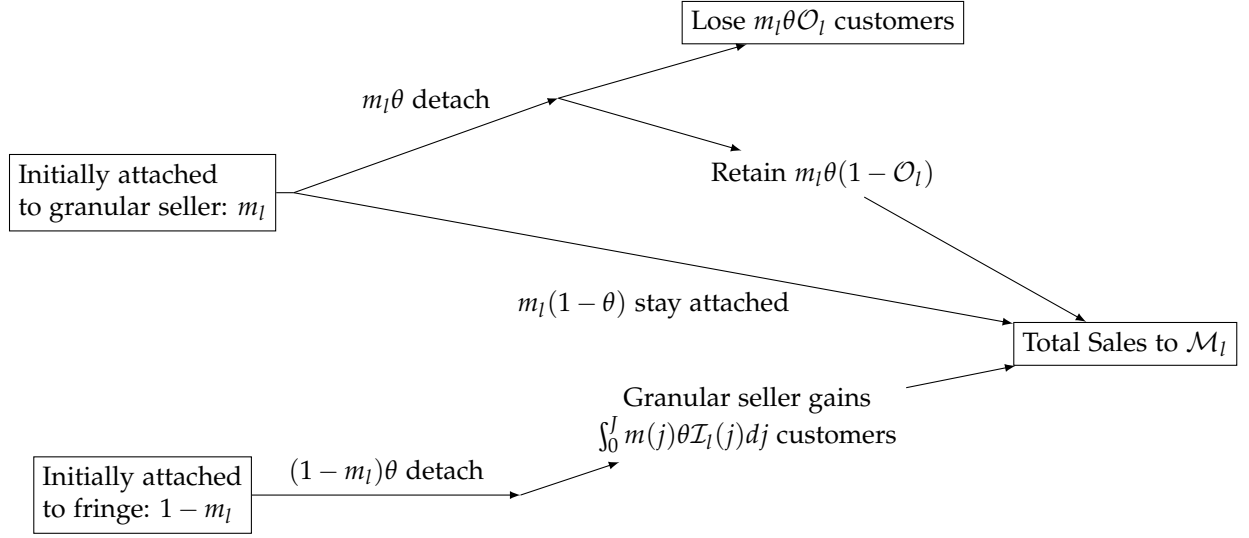 Lose $m_l\theta\mathcal{O}_l$ customers
$m_l\theta$ detach
Initially attached
to granular seller: $m_l$
Retain $m_l\theta(1-\mathcal{O}_l)$
$m_l(1-\theta)$ stay attached
Total Sales to $\mathcal{M}_l$
Granular seller gains
$\int_0^J m(j)\theta\mathcal{I}_l(j)dj$ customers
Initially attached
to fringe: $1-m_l$
$(1-m_l)\theta$ detach